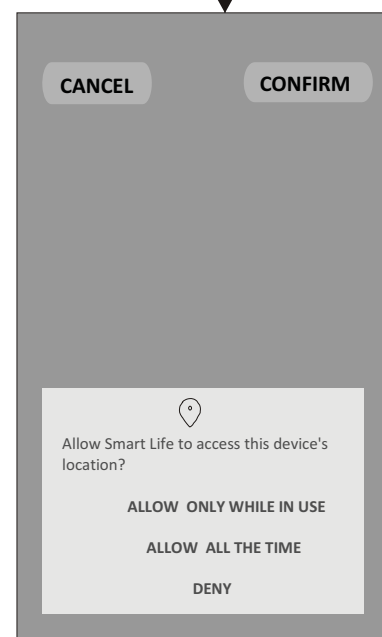 CANCEL
CONFIRM
Allow Smart Life to access this device's
location?
ALLOW ONLY WHILE IN USE
ALLOW ALL THE TIME
DENY